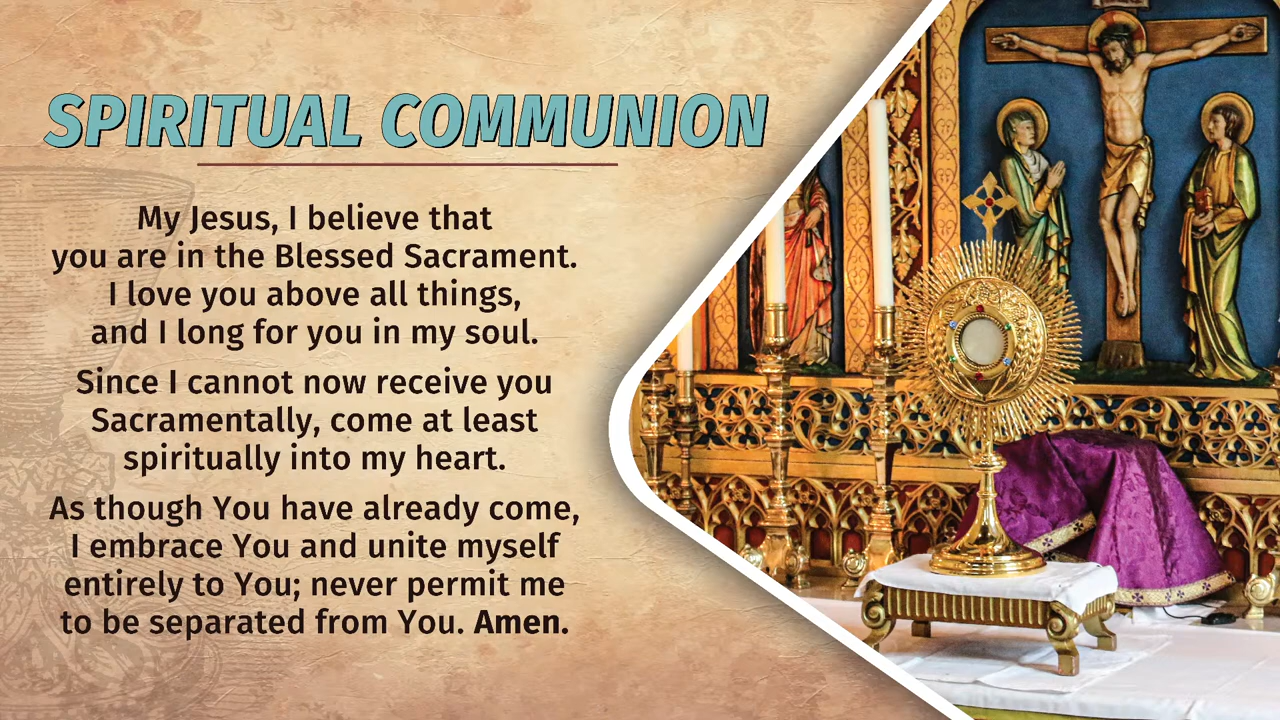 SPIRITUAL COMMUNION
My Jesus, I believe that
you are in the Blessed Sacrament.
I love you above all things,
and I long for you in my soul.
Since I cannot now receive you
Sacramentally, come at least
spiritually into my heart.
As though You have already come,
I embrace You and unite myself
entirely to You; never permit me
to be separated from You. Amen.